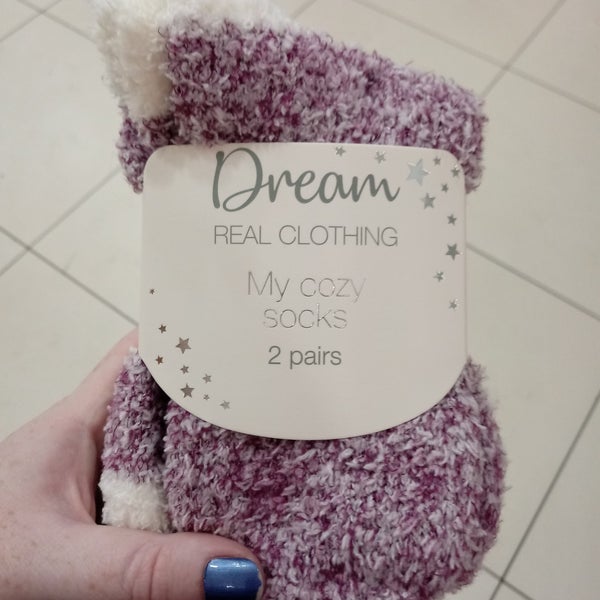 Dream
REAL CLOTHING
My cozy
socks
2 pairs